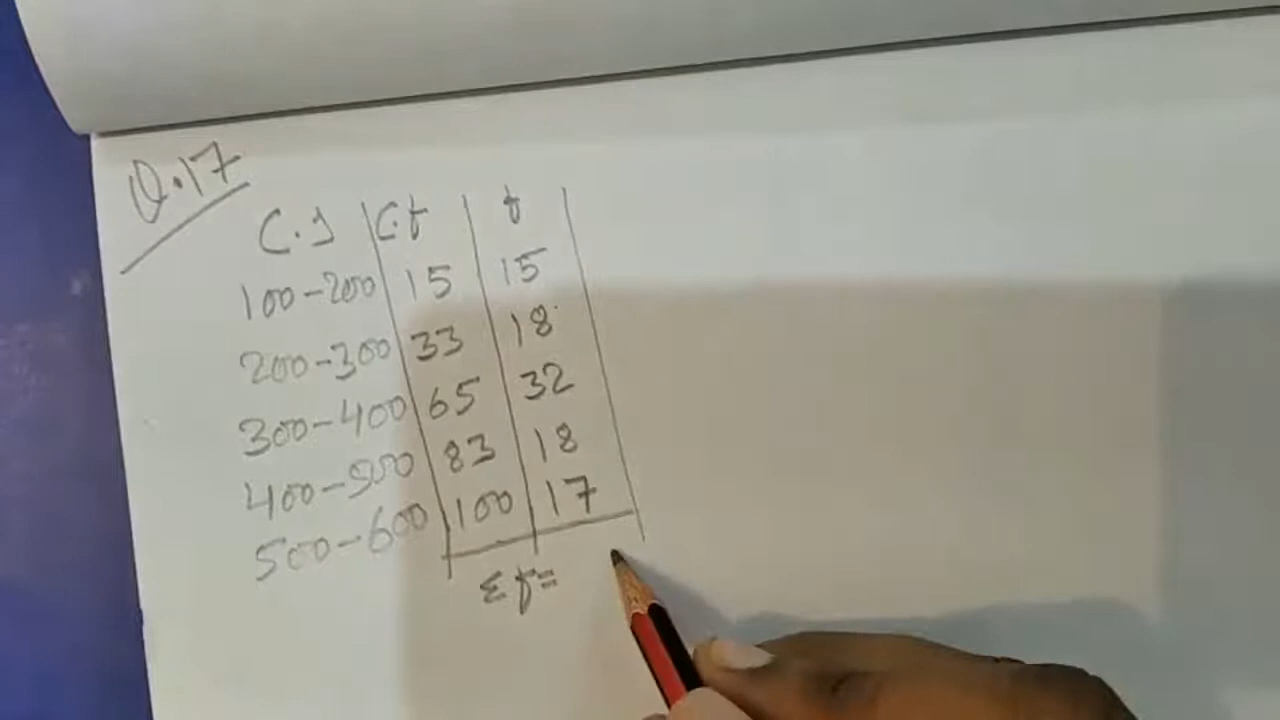 Q.17
C.I C.f f
100-200 15 15
200-300 33 18
300-400 65 32
400-500 83 18
500-600 100 17
Σf=